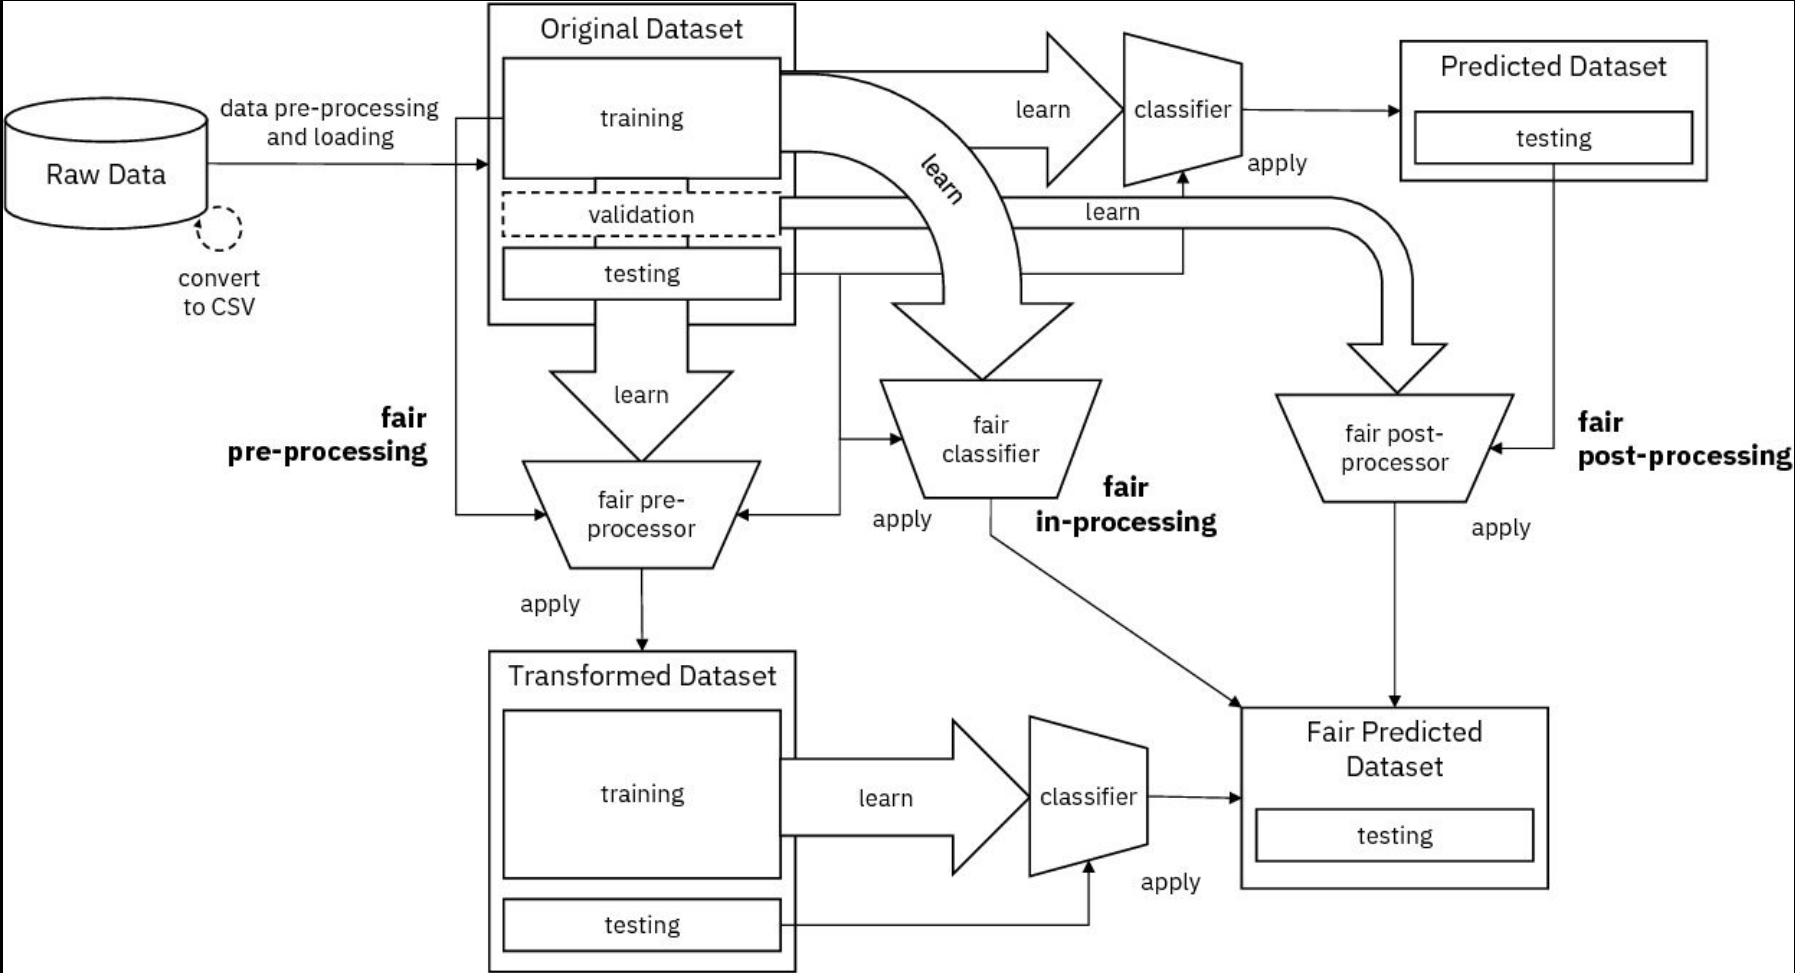 Original Dataset
training
validation
testing
Raw Data
data pre-processing
and loading
convert
to CSV
learn
classifier
apply
Predicted Dataset
testing
learn
learn
learn
fair
pre-processing
fair pre-
processor
apply
fair
classifier
apply
fair
in-processing
fair post-
processor
fair
post-processing
apply
Transformed Dataset
training
testing
learn
classifier
apply
Fair Predicted
Dataset
testing